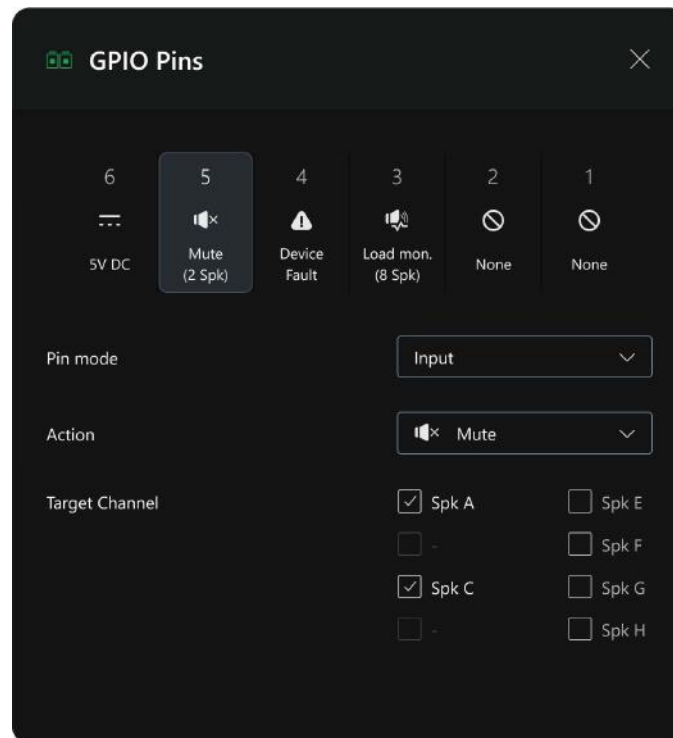 GPIO Pins
6 5 4 3 2 1
5V DC
Mute
(2 Spk)
Device
Fault
Load mon.
(8 Spk)
None
None
Pin mode
Input
Action
Mute
Target Channel
Spk A
Spk E
-
Spk F
Spk C
Spk G
-
Spk H